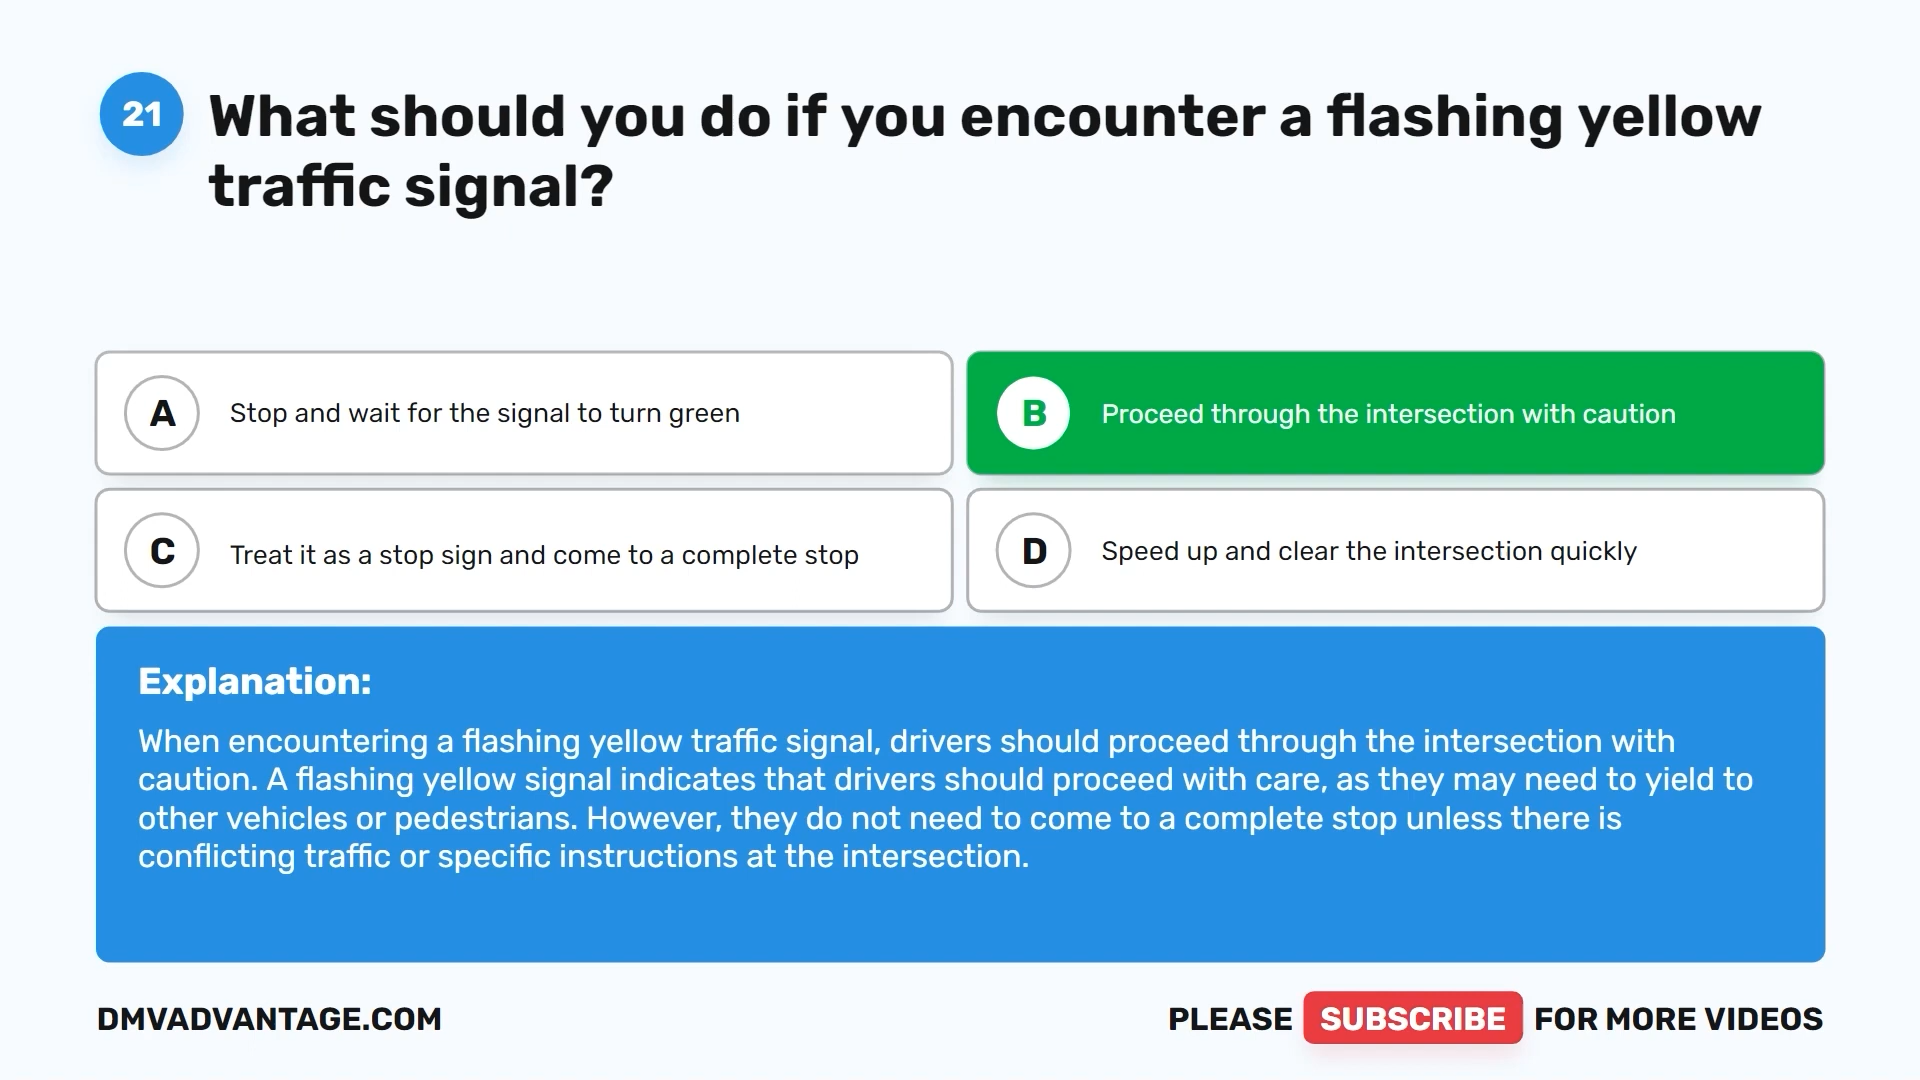 21
What should you do if you encounter a flashing yellow
traffic signal?
A
Stop and wait for the signal to turn green
B
Proceed through the intersection with caution
C
Treat it as a stop sign and come to a complete stop
D
Speed up and clear the intersection quickly
Explanation:
When encountering a flashing yellow traffic signal, drivers should proceed through the intersection with
caution. A flashing yellow signal indicates that drivers should proceed with care, as they may need to yield to
other vehicles or pedestrians. However, they do not need to come to a complete stop unless there is
conflicting traffic or specific instructions at the intersection.
DMVADVANTAGE.COM
PLEASE SUBSCRIBE FOR MORE VIDEOS